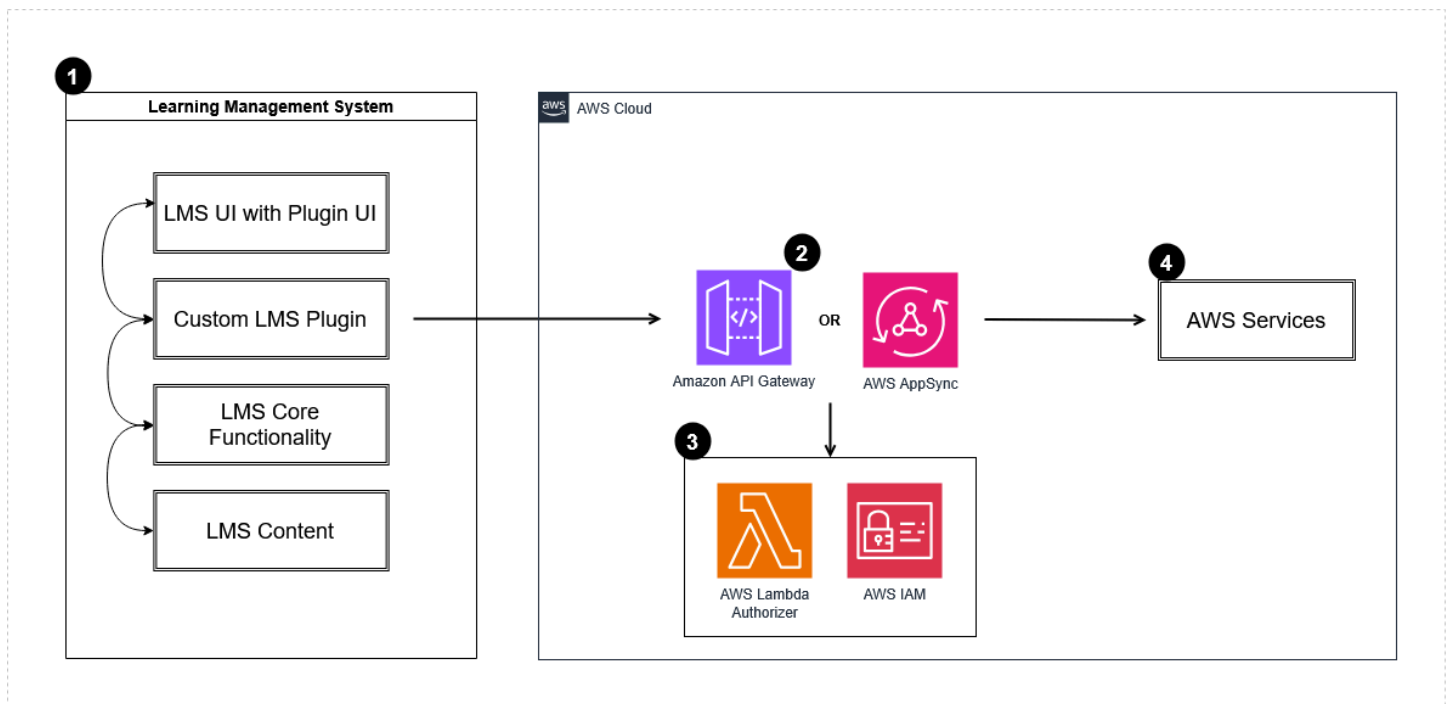 1
Learning Management System
LMS UI with Plugin UI
Custom LMS Plugin
LMS Core
Functionality
LMS Content
aws
AWS Cloud
2
</>
Amazon API Gateway
OR
AWS AppSync
3
AWS Lambda
Authorizer
AWS IAM
4
AWS Services